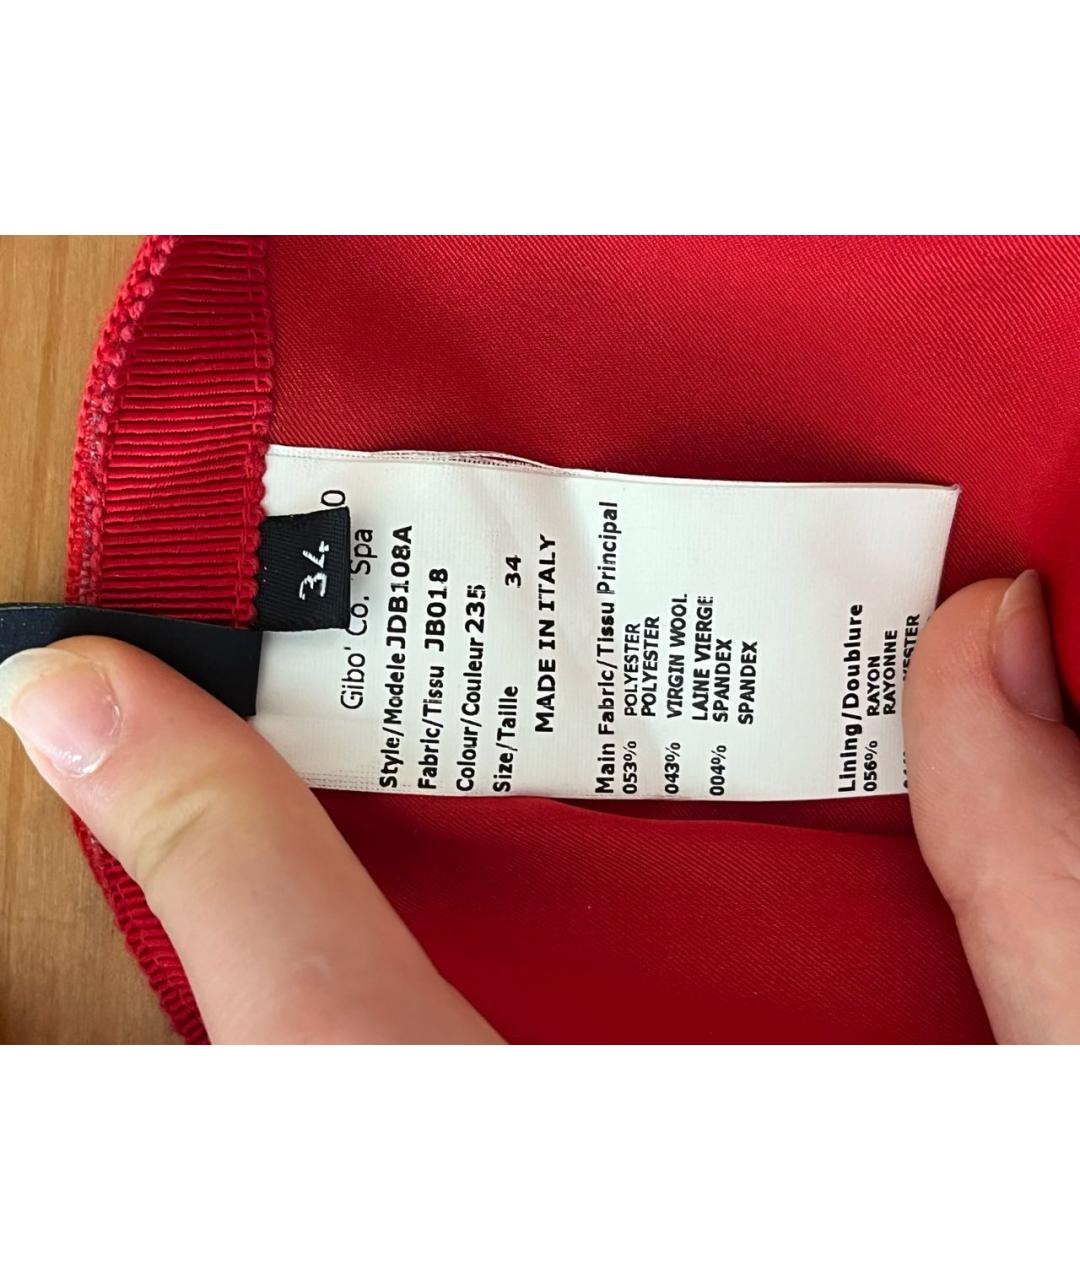 34
0
Gibo' Co. Spa
Style/Modele JDB108A
Fabric/Tissu JB018
Colour/Couleur 235
Size/Taille 34
MADE IN ITALY
Main Fabric/Tissu Principal
053% POLYESTER
POLYESTER
043% VIRGIN WOOL
LAINE VIERGE
004% SPANDEX
SPANDEX
Lining/Doublure
056% RAYON
RAYONNE